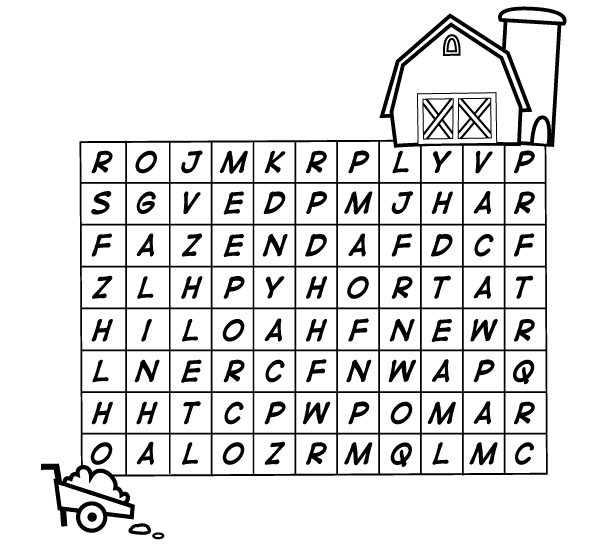 R O J M K R P L Y V P
S G V E D P M J H A R
F A Z E N D A F D C F
Z L H P Y H O R T A T
H I L O A H F N E W R
L N E R C F N W A P Q
H H T C P W P O M A R
O A L O Z R M Q L M C